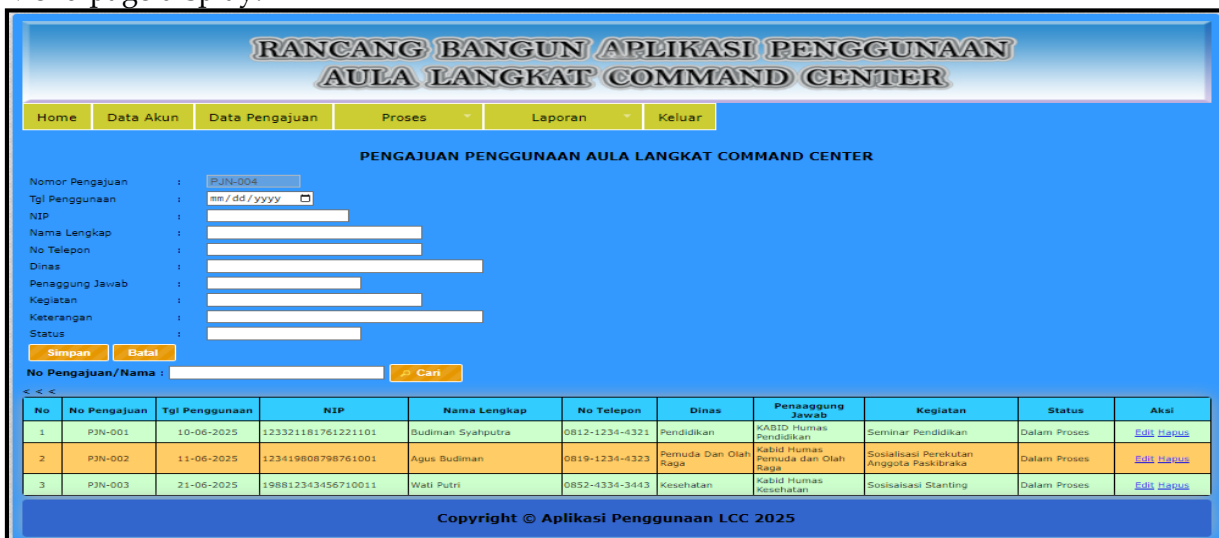 RANCANG BANGUN APLIKASI PENGGUNAAN
AULA LANGKAT COMMAND CENTER
Home Data Akun Data Pengajuan Proses Laporan Keluar
PENGAJUAN PENGGUNAAN AULA LANGKAT COMMAND CENTER
Nomor Pengajuan : PJN-004
Tgl Penggunaan : mm/dd/yyyy
NIP :
Nama Lengkap :
No Telepon :
Dinas :
Penaggung Jawab :
Kegiatan :
Keterangan :
Status :
Simpan Batal
No Pengajuan/Nama : Cari
< < <
No No Pengajuan Tgl Penggunaan NIP Nama Lengkap No Telepon Dinas Penaaggung Jawab Kegiatan Status Aksi
1 PJN-001 10-06-2025 123321181761221101 Budiman Syahputra 0812-1234-4321 Pendidikan KABID Humas Pendidikan Seminar Pendidikan Dalam Proses Edit Hapus
2 PJN-002 11-06-2025 123419808798761001 Agus Budiman 0819-1234-4323 Pemuda Dan Olah Raga Kabid Humas Pemuda dan Olah Raga Sosialisasi Perekutan Anggota Paskibraka Dalam Proses Edit Hapus
3 PJN-003 21-06-2025 198812343456710011 Wati Putri 0852-4334-3443 Kesehatan Kabid Humas Kesehatan Sosisaisasi Stanting Dalam Proses Edit Hapus
Copyright © Aplikasi Penggunaan LCC 2025